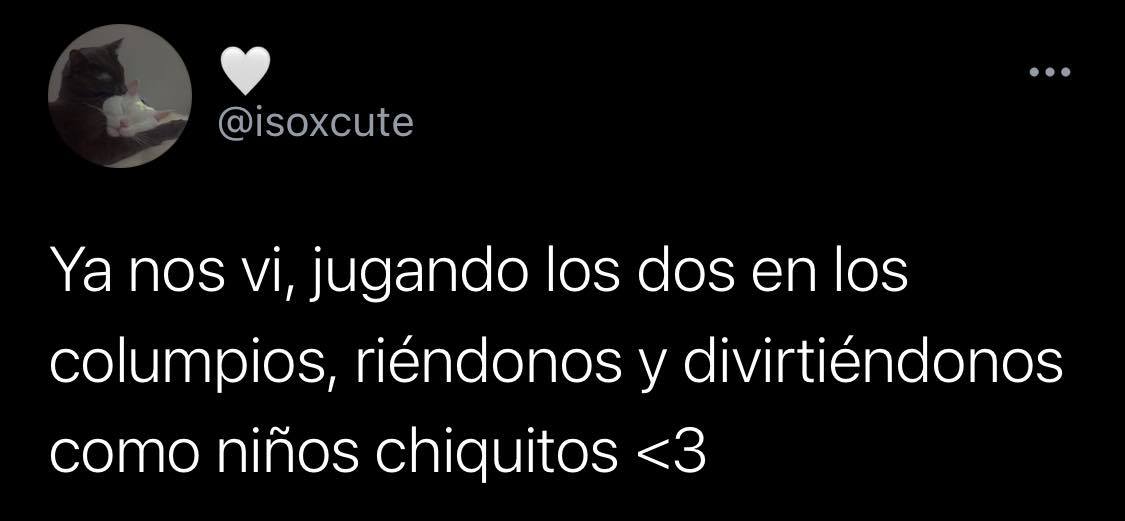 🤍
@isoxcute
Ya nos vi, jugando los dos en los
columpios, riéndonos y divirtiéndonos
como niños chiquitos <3